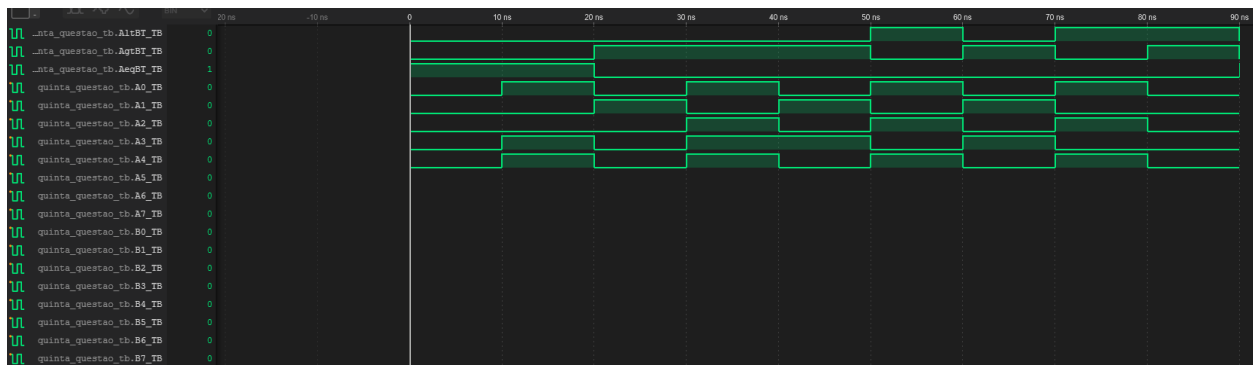 BIN
20 ns -10 ns 0 10 ns 20 ns 30 ns 40 ns 50 ns 60 ns 70 ns 80 ns 90 ns
…nta_questao_tb.AltBT_TB 0
…nta_questao_tb.AgtBT_TB 0
…nta_questao_tb.AeqBT_TB 1
quinta_questao_tb.A0_TB 0
quinta_questao_tb.A1_TB 0
quinta_questao_tb.A2_TB 0
quinta_questao_tb.A3_TB 0
quinta_questao_tb.A4_TB 0
quinta_questao_tb.A5_TB 0
quinta_questao_tb.A6_TB 0
quinta_questao_tb.A7_TB 0
quinta_questao_tb.B0_TB 0
quinta_questao_tb.B1_TB 0
quinta_questao_tb.B2_TB 0
quinta_questao_tb.B3_TB 0
quinta_questao_tb.B4_TB 0
quinta_questao_tb.B5_TB 0
quinta_questao_tb.B6_TB 0
quinta_questao_tb.B7_TB 0